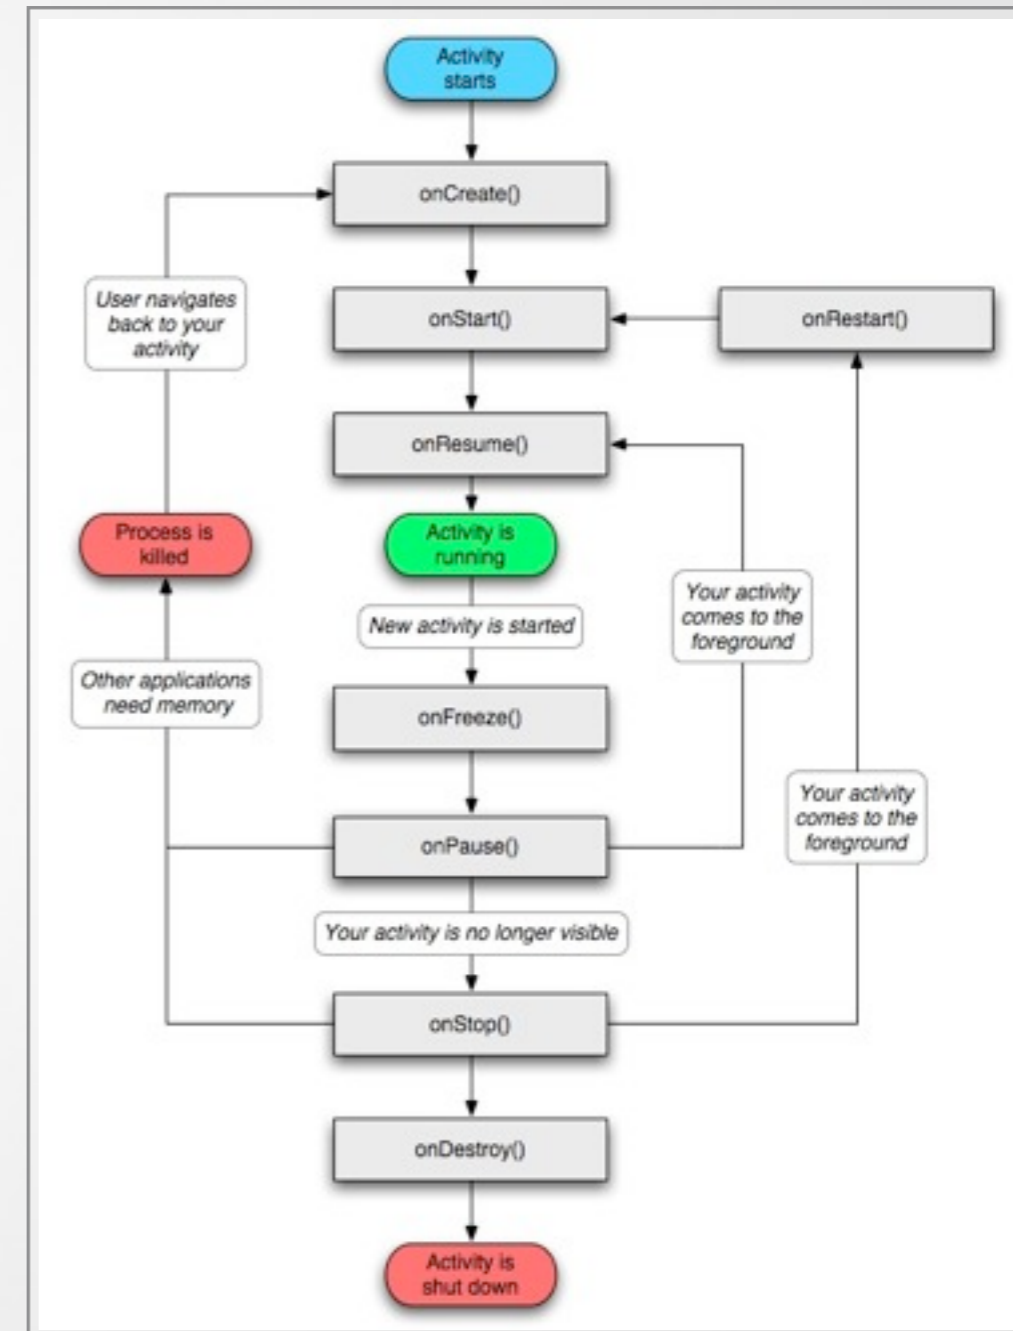 Activity
starts
onCreate()
User navigates
back to your
activity
onStart()
onRestart()
onResume()
Process is
killed
Activity is
running
New activity is started
Your activity
comes to the
foreground
Other applications
need memory
onFreeze()
Your activity
comes to the
foreground
onPause()
Your activity is no longer visible
onStop()
onDestroy()
Activity is
shut down